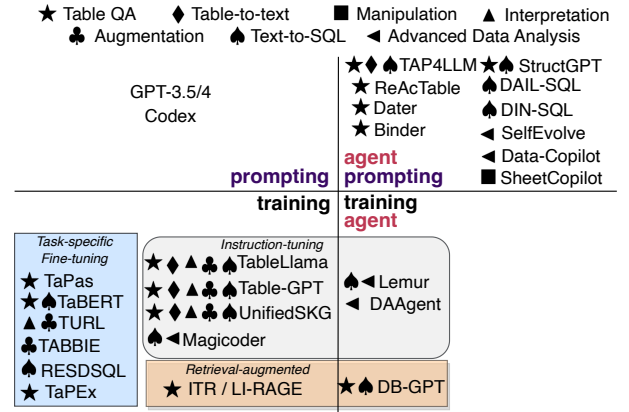 ★ Table QA ♦ Table-to-text ■ Manipulation ▲ Interpretation
♣ Augmentation ♠ Text-to-SQL ◄ Advanced Data Analysis
GPT-3.5/4
Codex
prompting
★♦♠TAP4LLM
★ ReAcTable
★ Dater
★ Binder
★♠ StructGPT
♠DAIL-SQL
♠DIN-SQL
◄ SelfEvolve
◄ Data-Copilot
■ SheetCopilot
agent
prompting
training
training
agent
Task-specific
Fine-tuning
★ TaPas
★♠TaBERT
▲♣TURL
♣TABBIE
♠RESDSQL
★ TaPEx
Instruction-tuning
★♦▲♣♠TableLlama
★♦▲♣♠Table-GPT
★♦▲♣♠UnifiedSKG
♠◄Magicoder
♠◄Lemur
◄ DAAgent
Retrieval-augmented
★ ITR / LI-RAGE
★♠ DB-GPT